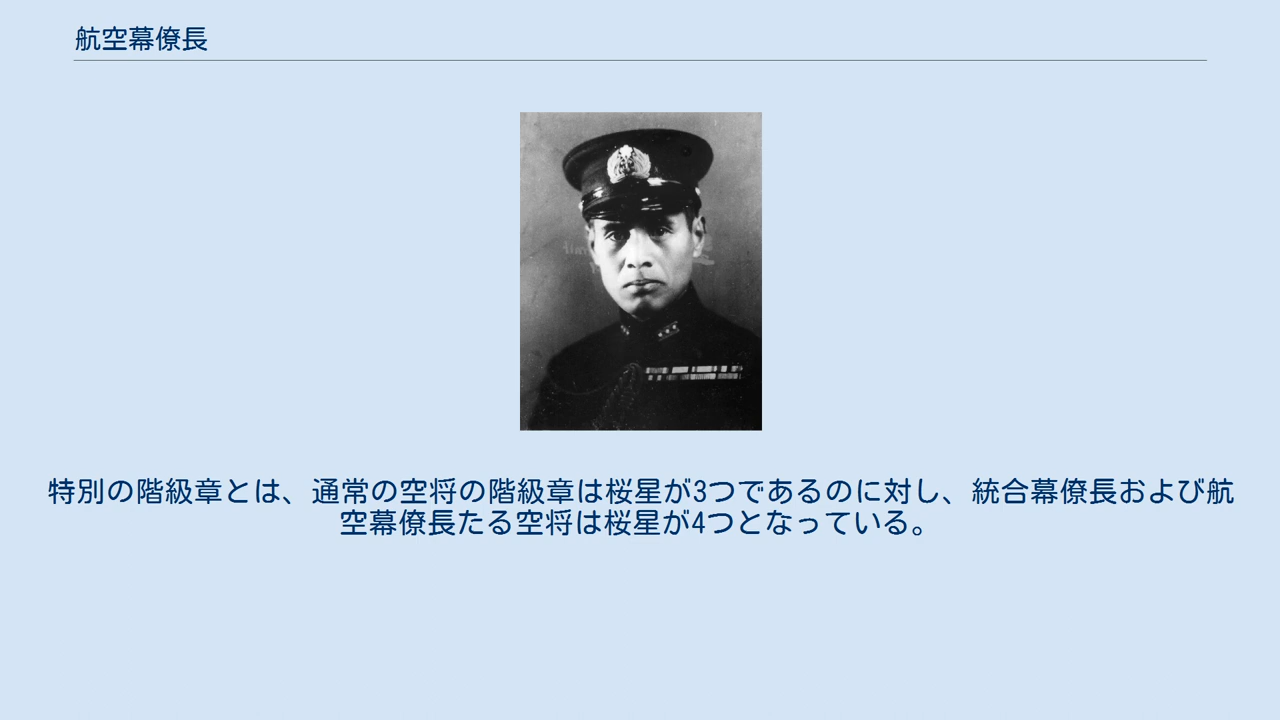 航空幕僚長
特別の階級章とは、通常の空将の階級章は桜星が3つであるのに対し、統合幕僚長および航
空幕僚長たる空将は桜星が4つとなっている。